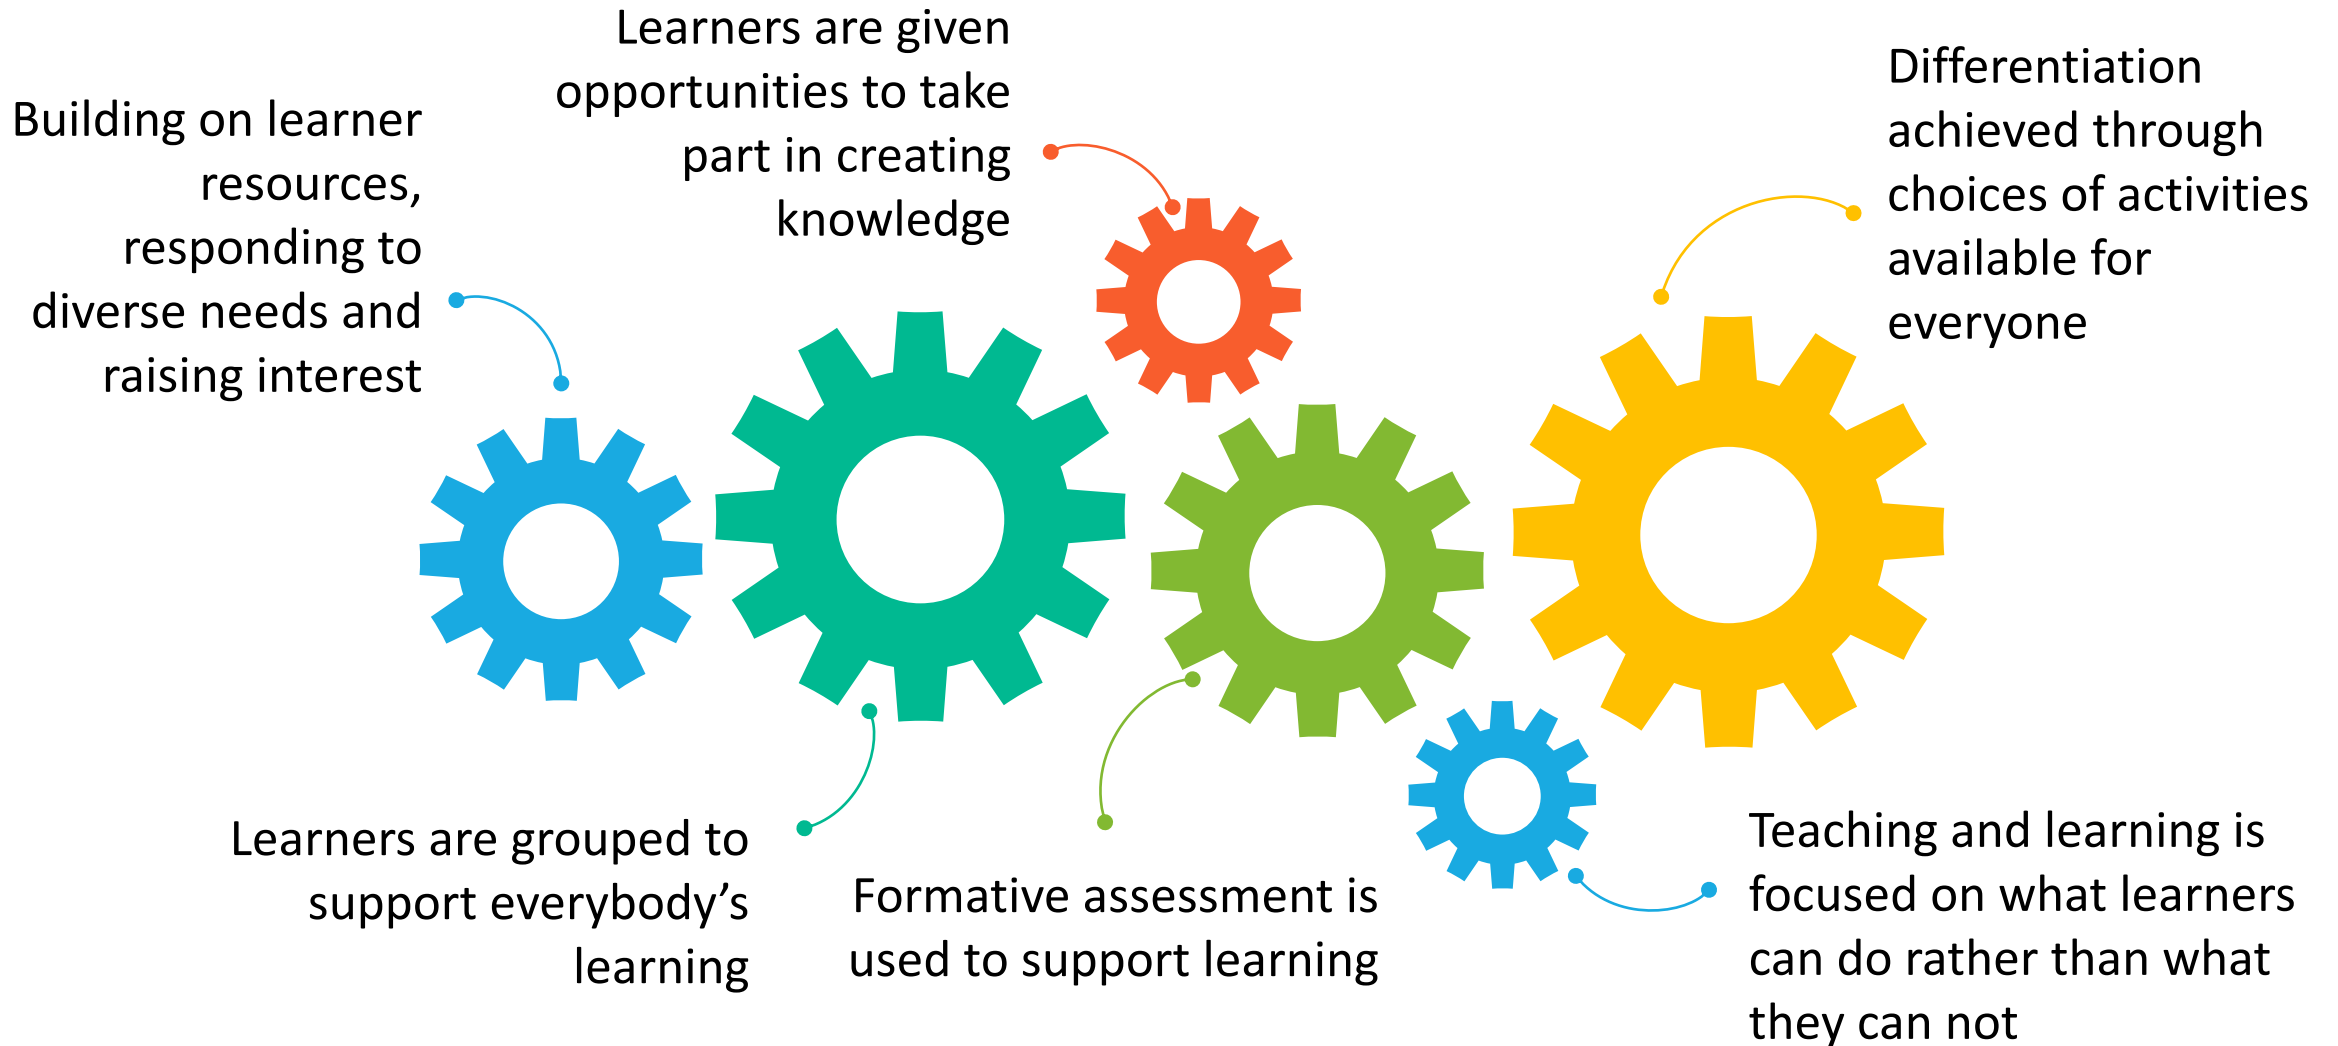 Building on learner
resources,
responding to
diverse needs and
raising interest
Learners are given
opportunities to take
part in creating
knowledge
Differentiation
achieved through
choices of activities
available for
everyone
Learners are grouped to
support everybody’s
learning
Formative assessment is
used to support learning
Teaching and learning is
focused on what learners
can do rather than what
they can not